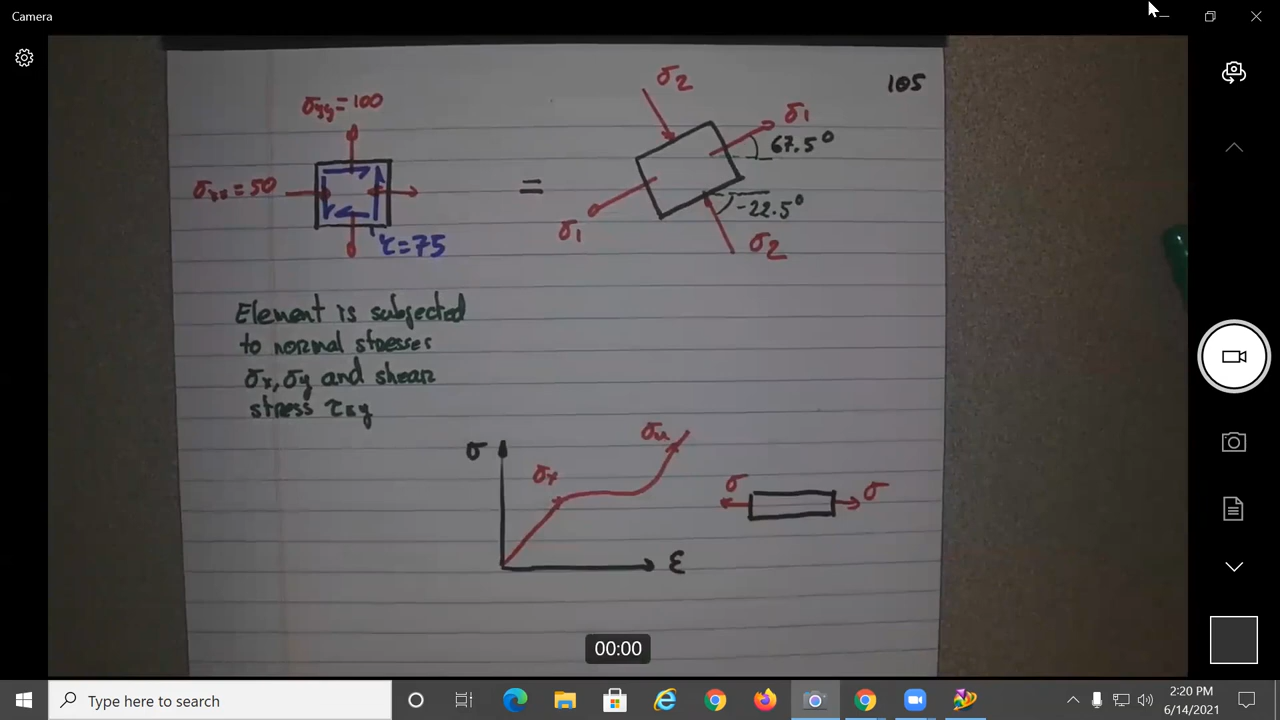 Camera
105
σyy=100
σxx=50
τ=75
=
σ2
σ1
67.5°
-22.5°
σ1
σ2
Element is subjected
to normal stresses
σx, σy and shear
stress τxy
σ
σY
σu
ε
σ
σ
00:00
Type here to search
2:20 PM
6/14/2021